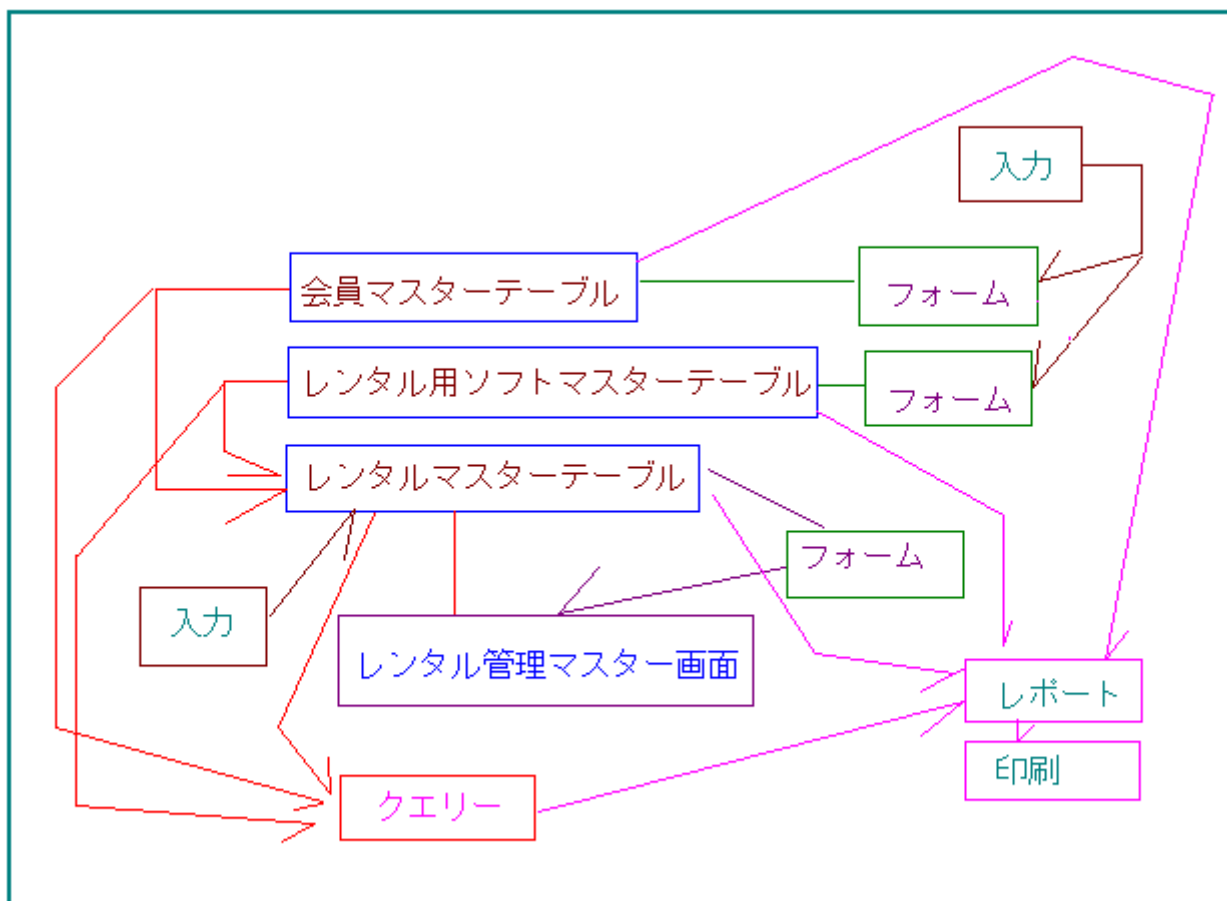 入力
会員マスターテーブル
フォーム
レンタル用ソフトマスターテーブル
フォーム
レンタルマスターテーブル
フォーム
入力
レンタル管理マスター画面
レポート
印刷
クエリー